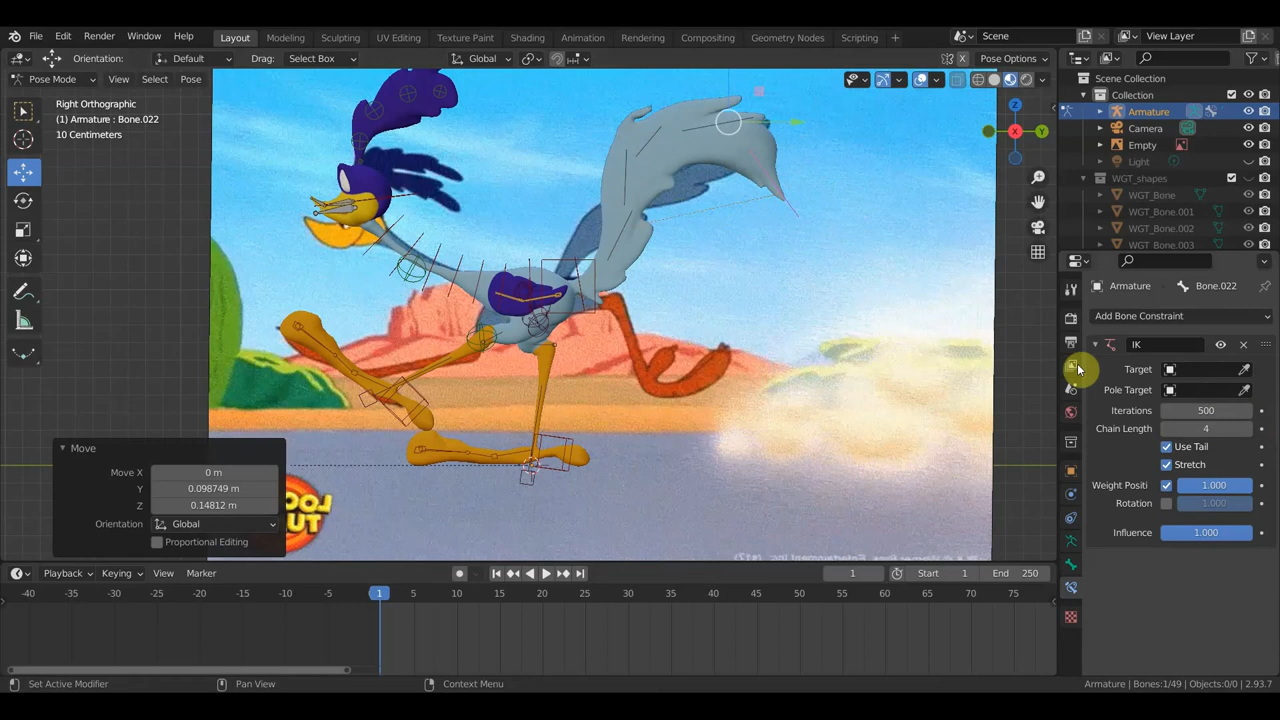 File Edit Render Window Help Layout Modeling Sculpting UV Editing Texture Paint Shading Animation Rendering Compositing Geometry Nodes Scripting + Scene View Layer
Orientation: Default Drag: Select Box Global Pose Options
Pose Mode View Select Pose
Scene Collection
Collection
Armature
Camera
Empty
Light
WGT_shapes
WGT_Bone
WGT_Bone.001
WGT_Bone.002
WGT_Bone.003
Right Orthographic
(1) Armature : Bone.022
10 Centimeters
Z
X
Y
Armature Bone.022
Add Bone Constraint
IK
Target
Pole Target
Iterations 500
Chain Length 4
Use Tail
Stretch
Weight Positi 1.000
Rotation 1.000
Influence 1.000
Move
Move X 0 m
Y 0.098749 m
Z 0.14812 m
Orientation Global
Proportional Editing
Playback Keying View Marker 1 Start 1 End 250
-40 -35 -30 -25 -20 -15 -10 -5 1 5 10 15 20 25 30 35 40 45 50 55 60 65 70 75
Set Active Modifier Pan View Context Menu Armature | Bones:1/49 | Objects:0/0 | 2.93.7